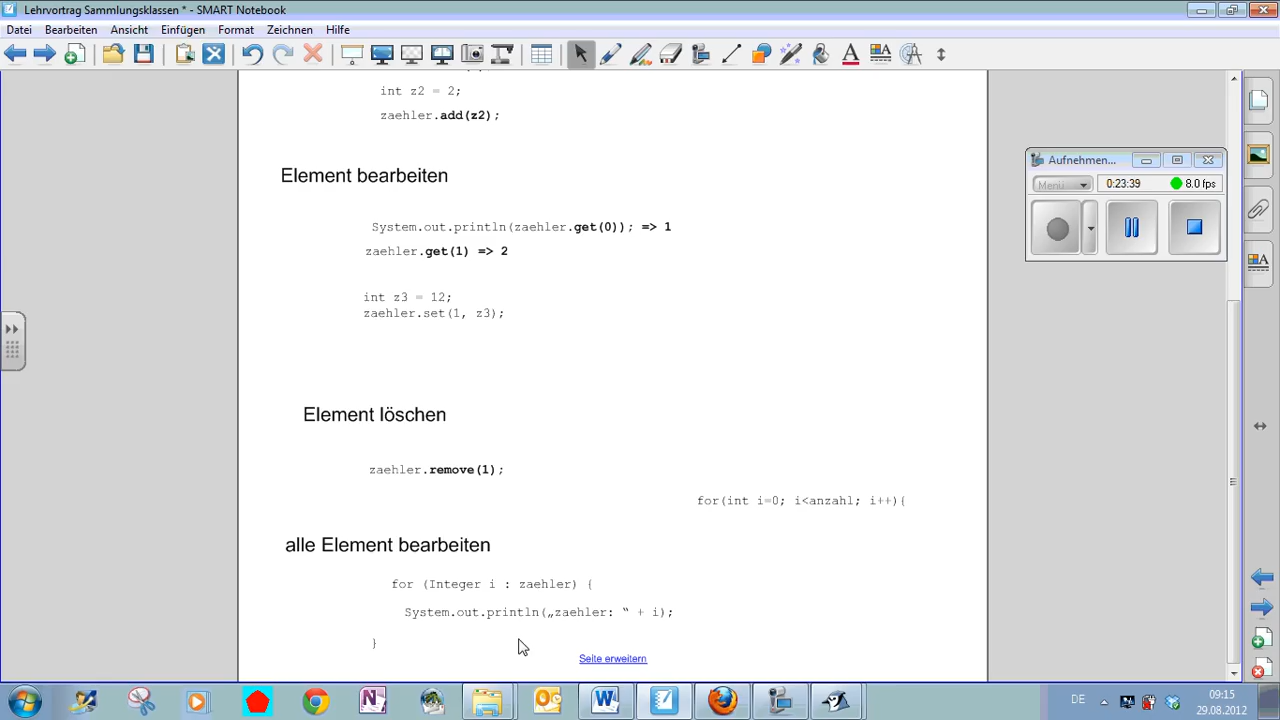 Lehrvortrag Sammlungsklassen * - SMART Notebook
Datei Bearbeiten Ansicht Einfügen Format Zeichnen Hilfe
int z2 = 2;
zaehler.add(z2);
Element bearbeiten
Aufnehmen...
Menü
0:23:39
8.0 fps
System.out.println(zaehler.get(0)); => 1
zaehler.get(1) => 2
int z3 = 12;
zaehler.set(1, z3);
Element löschen
zaehler.remove(1);
for(int i=0; i<anzahl; i++){
alle Element bearbeiten
for (Integer i : zaehler) {
System.out.println(„zaehler: “ + i);
}
Seite erweitern
DE
09:15
29.08.2012